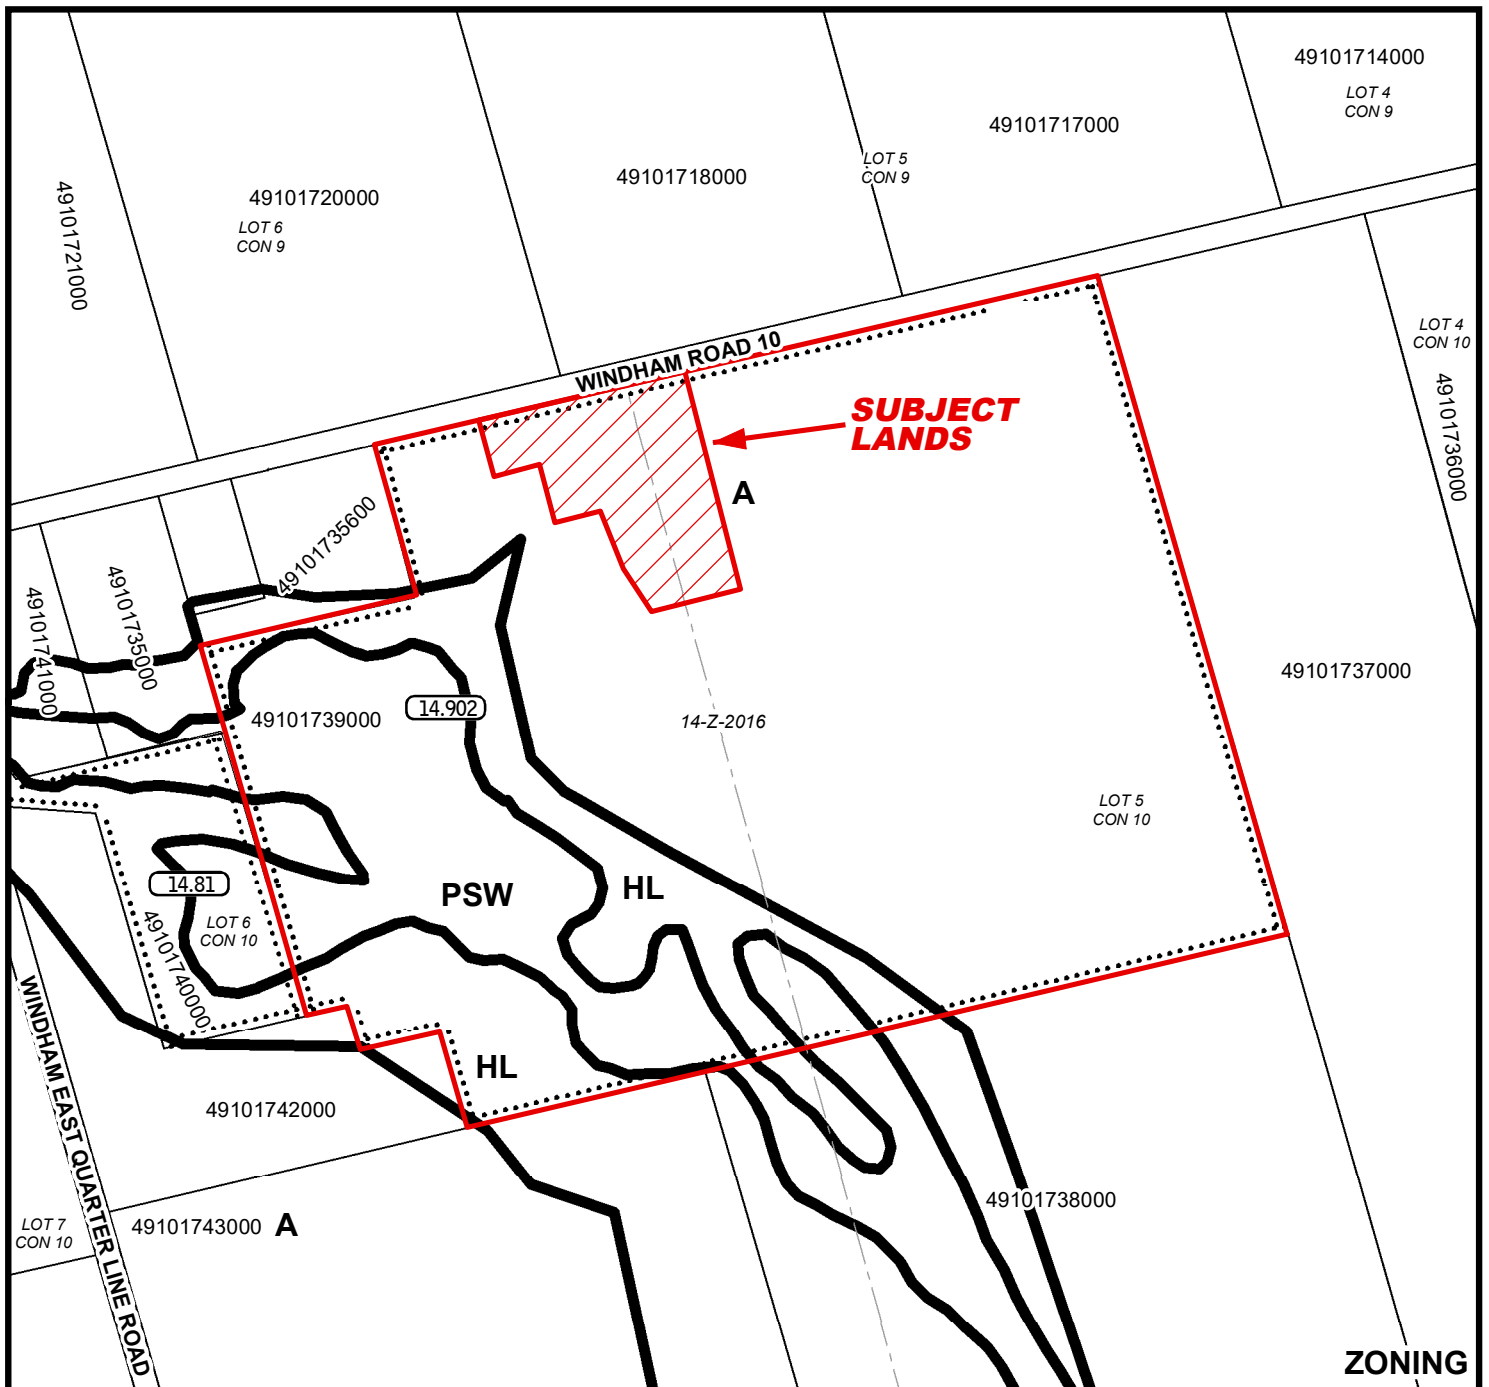 49101714000
LOT 4
CON 9
49101717000
LOT 5
CON 9
49101718000
49101720000
LOT 6
CON 9
49101721000
LOT 4
CON 10
49101736000
WINDHAM ROAD 10
SUBJECT
LANDS
A
49101735600
49101735000
49101741000
49101737000
49101739000
14.902
14-Z-2016
LOT 5
CON 10
14.81
PSW
HL
LOT 6
CON 10
49101740000
WINDHAM EAST QUARTER LINE ROAD
HL
49101742000
49101738000
LOT 7
CON 10
49101743000
A
ZONING